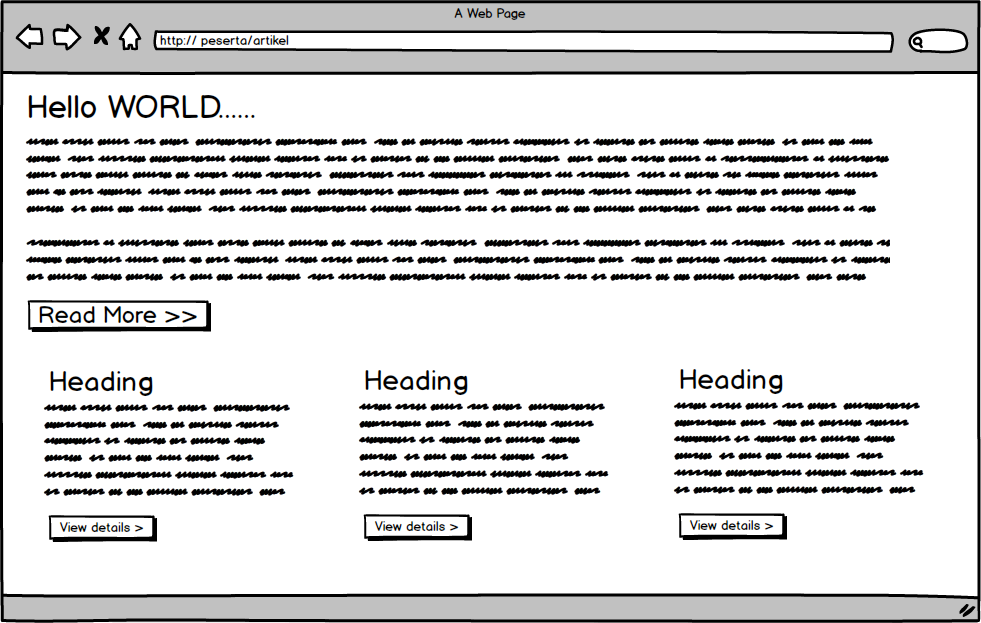 A Web Page
http:// peserta/artikel
Hello WORLD......
Read More >>
Heading
Heading
Heading
View details >
View details >
View details >